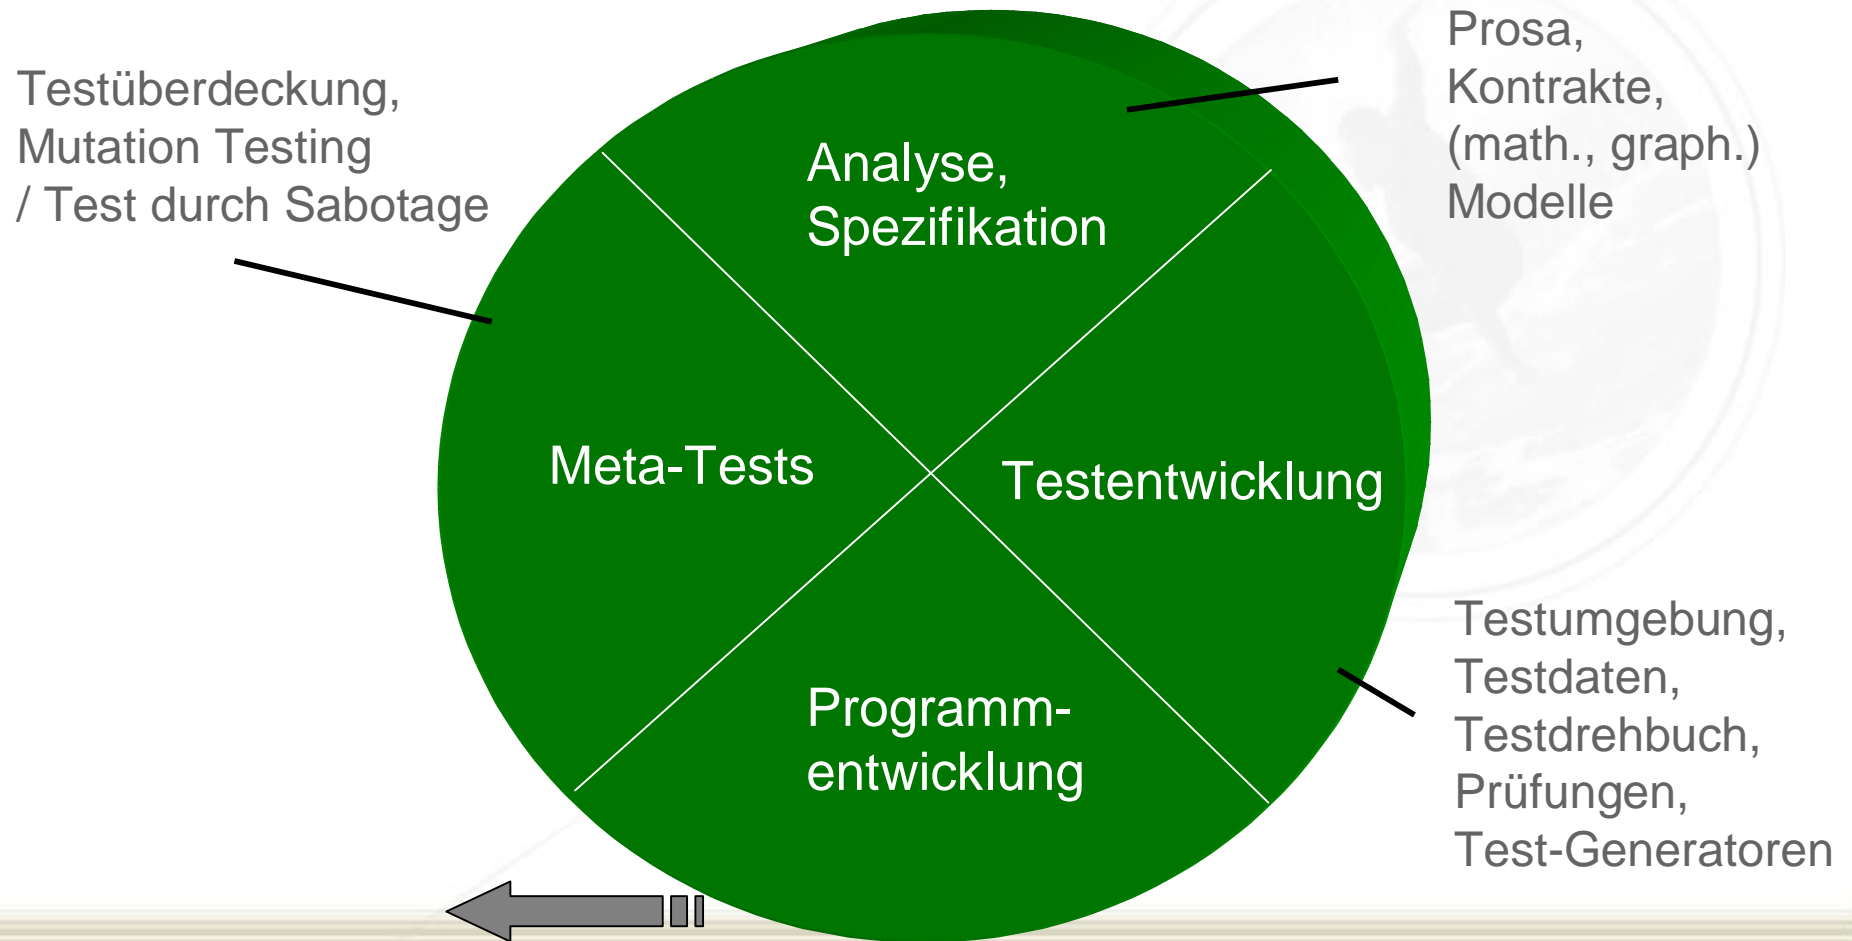 Testüberdeckung,
Mutation Testing
/ Test durch Sabotage
Analyse,
Spezifikation
Prosa,
Kontrakte,
(math., graph.)
Modelle
Meta-Tests
Testentwicklung
Programm-
entwicklung
Testumgebung,
Testdaten,
Testdrehbuch,
Prüfungen,
Test-Generatoren